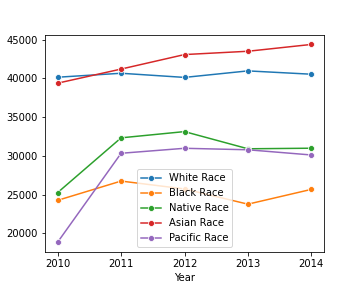 45000
40000
35000
30000
25000
20000
White Race
Black Race
Native Race
Asian Race
Pacific Race
2010 2011 2012 2013 2014
Year